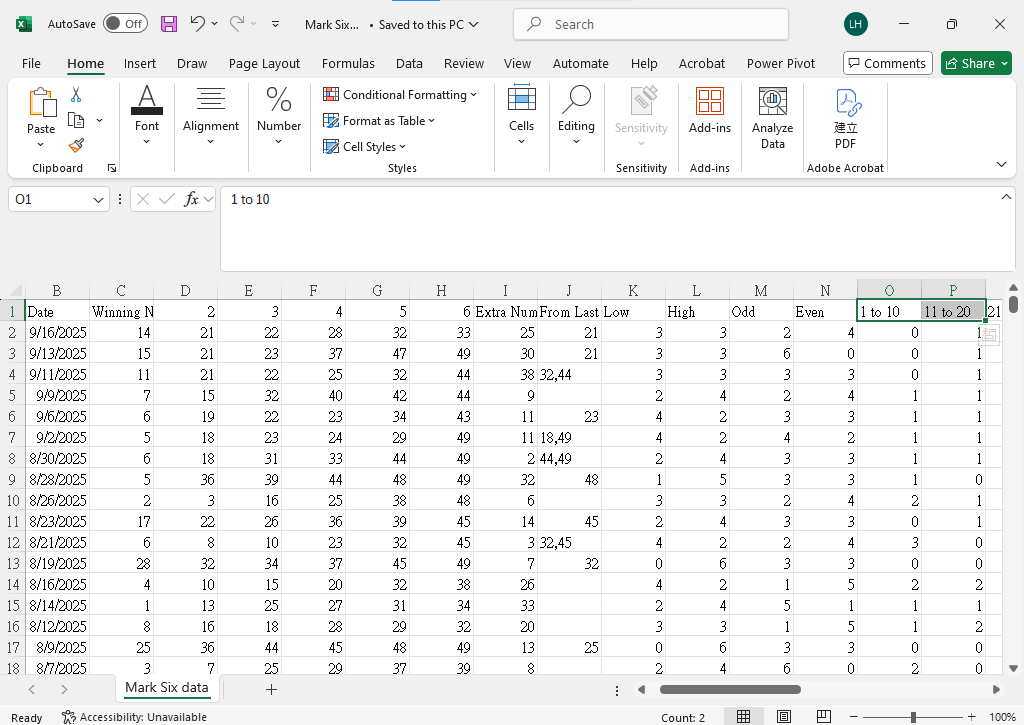 AutoSave Off Mark Six... • Saved to this PC Search LH
File Home Insert Draw Page Layout Formulas Data Review View Automate Help Acrobat Power Pivot Comments Share
Paste Font Alignment Number Conditional Formatting Format as Table Cell Styles Cells Editing Sensitivity Add-ins Analyze Data 建立 PDF
Clipboard Styles Sensitivity Add-ins Adobe Acrobat
O1 fx 1 to 10
B C D E F G H I J K L M N O P
1 Date Winning N 2 3 4 5 6 Extra Num From Last Low High Odd Even 1 to 10 11 to 20 21
2 9/16/2025 14 21 22 28 32 33 25 21 3 3 2 4 0 1
3 9/13/2025 15 21 23 37 47 49 30 21 3 3 6 0 0 1
4 9/11/2025 11 21 22 25 32 44 38 32,44 3 3 3 3 0 1
5 9/9/2025 7 15 32 40 42 44 9 2 4 2 4 1 1
6 9/6/2025 6 19 22 23 34 43 11 23 4 2 3 3 1 1
7 9/2/2025 5 18 23 24 29 49 11 18,49 4 2 4 2 1 1
8 8/30/2025 6 18 31 33 44 49 2 44,49 2 4 3 3 1 1
9 8/28/2025 5 36 39 44 48 49 32 48 1 5 3 3 1 0
10 8/26/2025 2 3 16 25 38 48 6 3 3 2 4 2 1
11 8/23/2025 17 22 26 36 39 45 14 45 2 4 3 3 0 1
12 8/21/2025 6 8 10 23 32 45 3 32,45 4 2 2 4 3 0
13 8/19/2025 28 32 34 37 45 49 7 32 0 6 3 3 0 0
14 8/16/2025 4 10 15 20 32 38 26 4 2 1 5 2 2
15 8/14/2025 1 13 25 27 31 34 33 2 4 5 1 1 1
16 8/12/2025 8 16 18 28 29 32 20 3 3 1 5 1 2
17 8/9/2025 25 36 44 45 48 49 13 25 0 6 3 3 0 0
18 8/7/2025 3 7 25 29 37 39 8 2 4 6 0 2 0
Mark Six data
Ready Accessibility: Unavailable Count: 2 100%